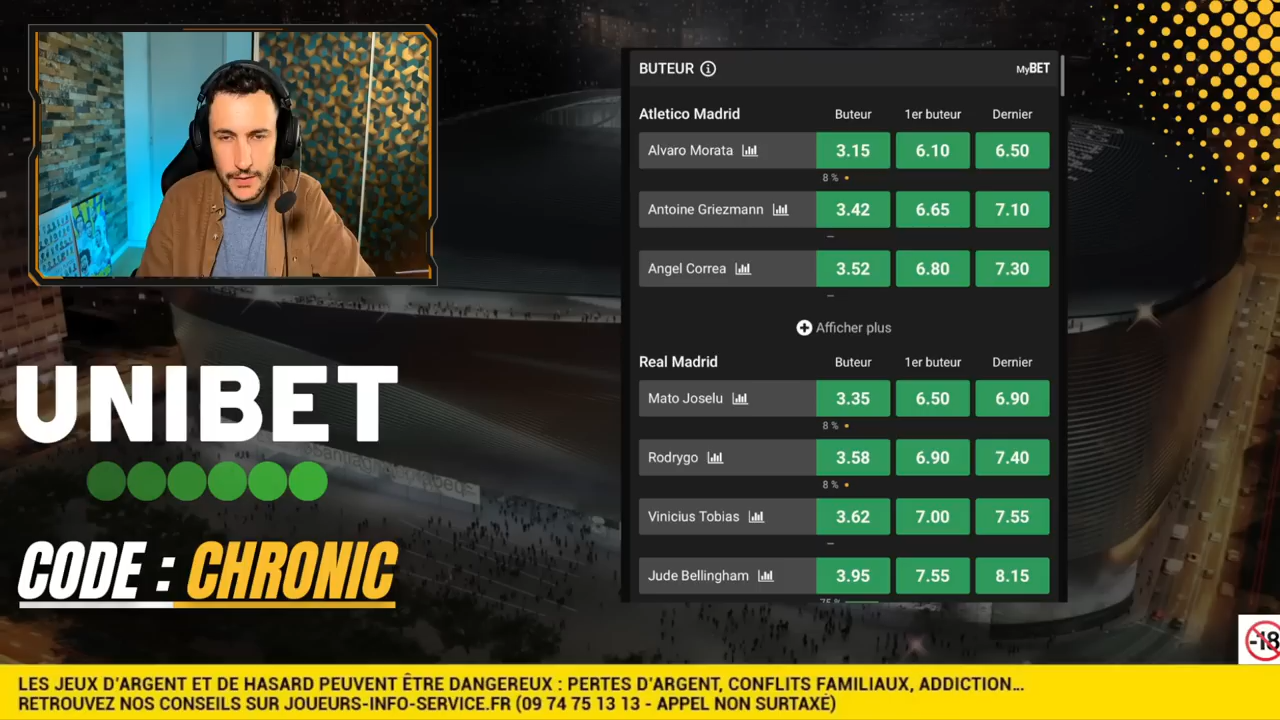 BUTEUR
MyBET
Atletico Madrid Buteur 1er buteur Dernier
Alvaro Morata 3.15 6.10 6.50
8 %
Antoine Griezmann 3.42 6.65 7.10
–
Angel Correa 3.52 6.80 7.30
–
Afficher plus
Real Madrid Buteur 1er buteur Dernier
Mato Joselu 3.35 6.50 6.90
8 %
Rodrygo 3.58 6.90 7.40
8 %
Vinicius Tobias 3.62 7.00 7.55
–
Jude Bellingham 3.95 7.55 8.15
UNIBET
CODE : CHRONIC
-18
LES JEUX D'ARGENT ET DE HASARD PEUVENT ÊTRE DANGEREUX : PERTES D'ARGENT, CONFLITS FAMILIAUX, ADDICTION...
RETROUVEZ NOS CONSEILS SUR JOUEURS-INFO-SERVICE.FR (09 74 75 13 13 - APPEL NON SURTAXÉ)